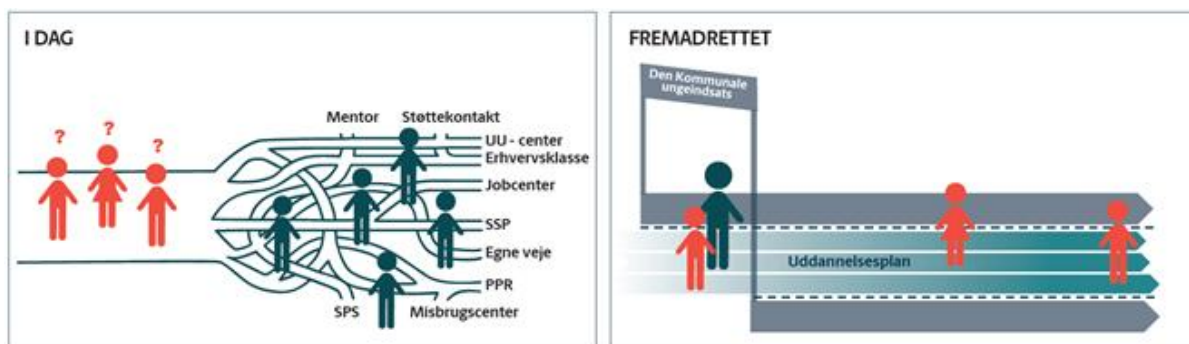 I DAG
?
?
?
Mentor
Støttekontakt
UU - center
Erhvervsklasse
Jobcenter
SSP
Egne veje
PPR
SPS
Misbrugscenter
FREMADRETTET
Den Kommunale
ungeindsats
Uddannelsesplan